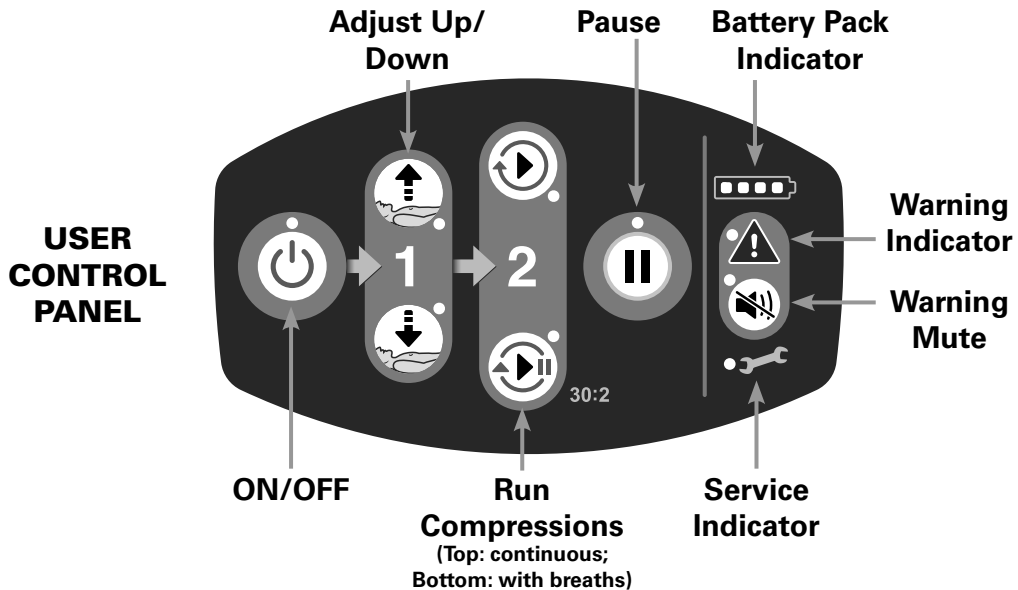 Adjust Up/
Down
Pause
Battery Pack
Indicator
USER
CONTROL
PANEL
1
2
30:2
Warning
Indicator
Warning
Mute
ON/OFF
Run
Compressions
(Top: continuous;
Bottom: with breaths)
Service
Indicator